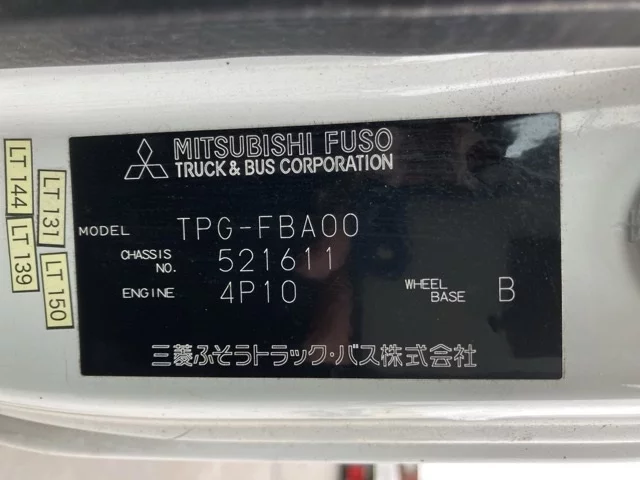 MITSUBISHI FUSO
TRUCK & BUS CORPORATION
MODEL TPG-FBA00
CHASSIS NO. 521611
ENGINE 4P10 WHEEL BASE B
三菱ふそうトラック・バス株式会社
LT 144
LT 131
LT 139
LT 150